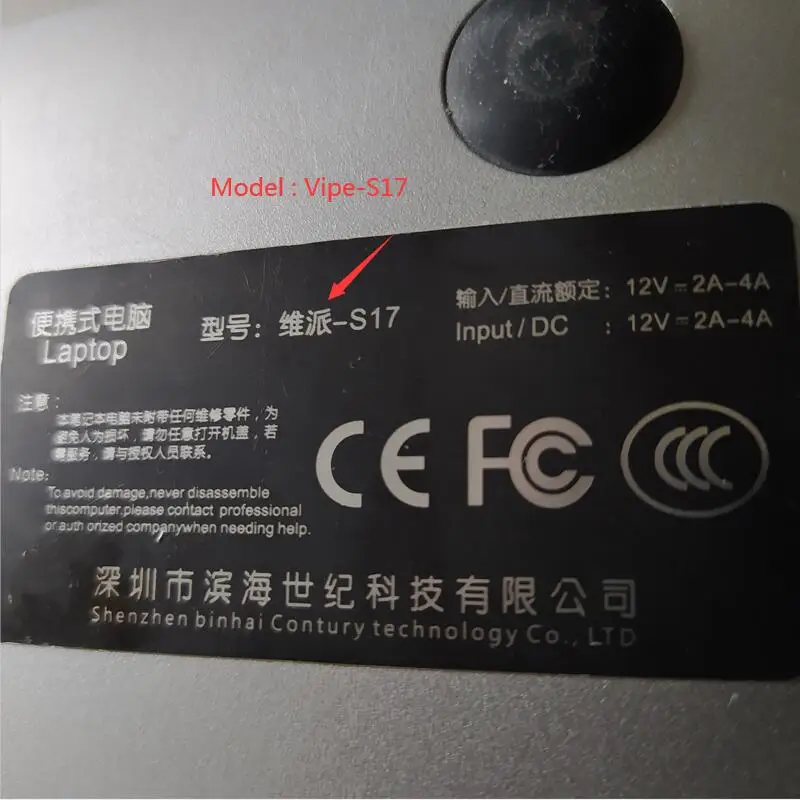 Model : Vipe-S17
便携式电脑
Laptop
型号：维派-S17
输入/直流额定：12V⎓2A-4A
Input/DC : 12V⎓2A-4A
注意：
本笔记本电脑未附带任何维修零件，为
避免人为损坏，请勿任意打开机盖，若
需服务，请与授权人员联系。
Note:
To avoid damage,never disassemble
thiscomputer.please contact professional
or auth orized companywhen needing help.
CE FC CCC
深圳市滨海世纪科技有限公司
Shenzhen binhai Contury technology Co., LTD